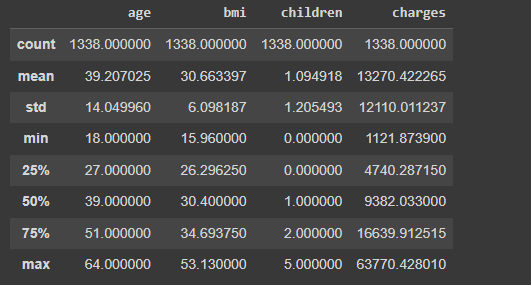 age bmi children charges
count 1338.000000 1338.000000 1338.000000 1338.000000
mean 39.207025 30.663397 1.094918 13270.422265
std 14.049960 6.098187 1.205493 12110.011237
min 18.000000 15.960000 0.000000 1121.873900
25% 27.000000 26.296250 0.000000 4740.287150
50% 39.000000 30.400000 1.000000 9382.033000
75% 51.000000 34.693750 2.000000 16639.912515
max 64.000000 53.130000 5.000000 63770.428010